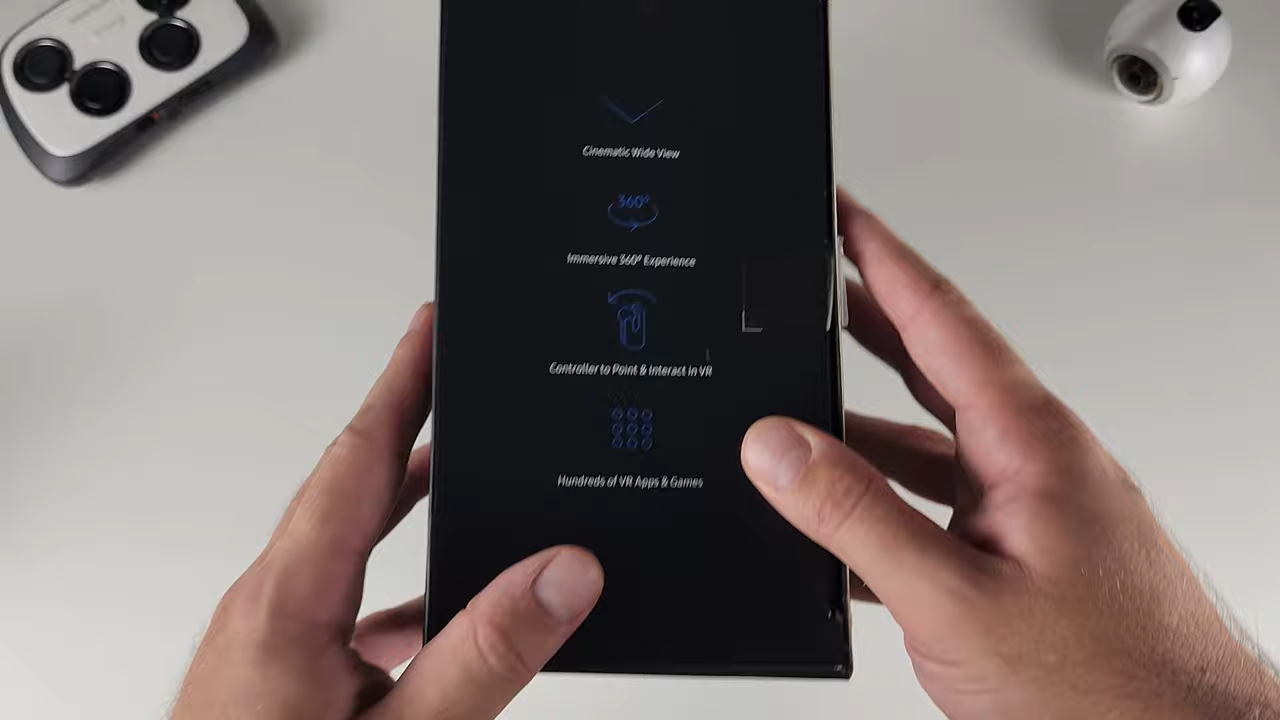 Cinematic Wide View
360°
Immersive 360° Experience
Controller to Point & Interact in VR
Hundreds of VR Apps & Games